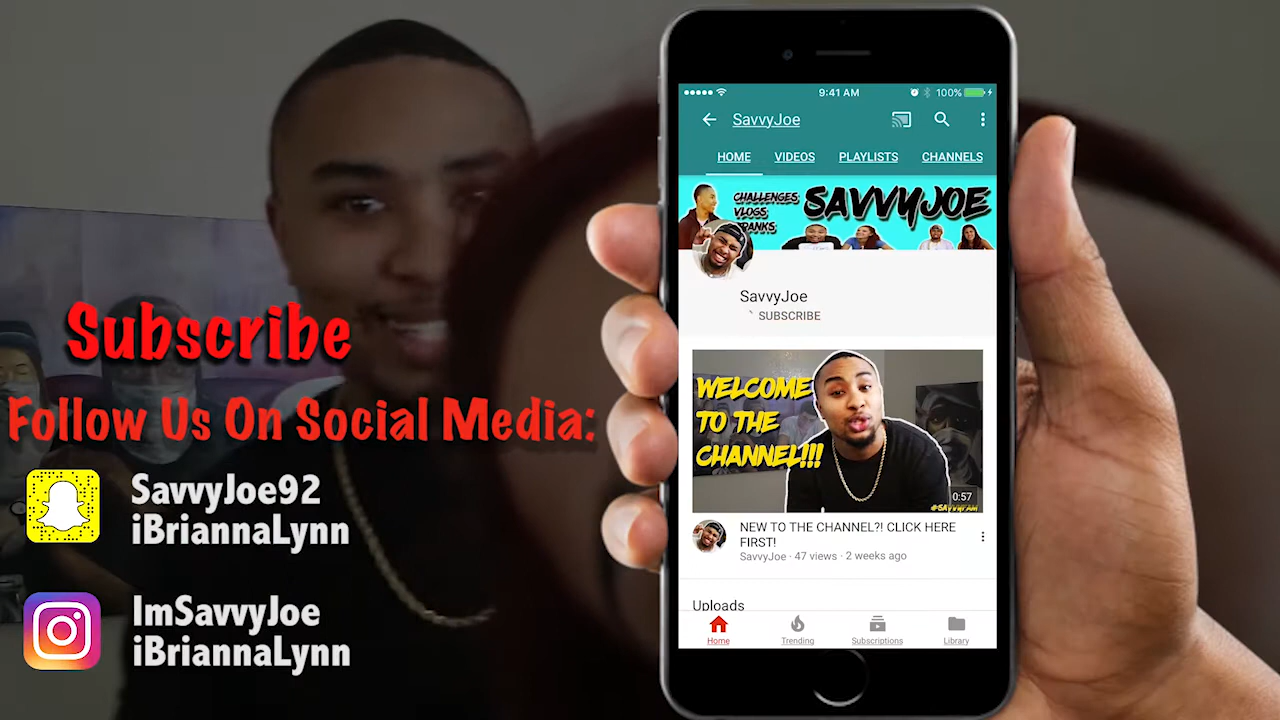 Subscribe
Follow Us On Social Media:
SavvyJoe92
iBriannaLynn
ImSavvyJoe
iBriannaLynn
9:41 AM
100%
SavvyJoe
HOME VIDEOS PLAYLISTS CHANNELS
CHALLENGES
VLOGS
PRANKS
SAVVYJOE
SavvyJoe
SUBSCRIBE
WELCOME
TO THE
CHANNEL!!!
0:57
#SAVVYFAM
NEW TO THE CHANNEL?! CLICK HERE
FIRST!
SavvyJoe · 47 views · 2 weeks ago
Uploads
Home Trending Subscriptions Library